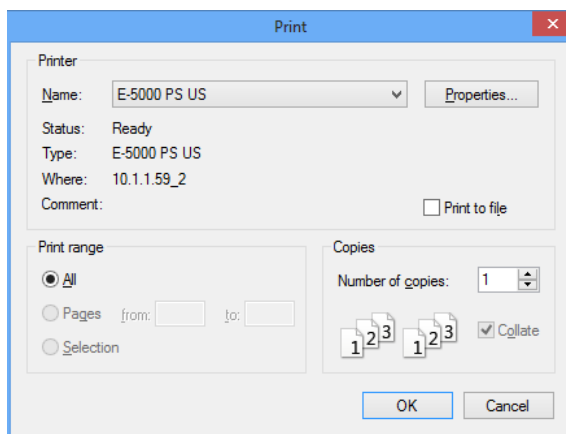 Print
Printer
Name: E-5000 PS US Properties...
Status: Ready
Type: E-5000 PS US
Where: 10.1.1.59_2
Comment: Print to file
Print range
All
Pages from: to:
Selection
Copies
Number of copies: 1
1 2 3 1 2 3 Collate
OK Cancel